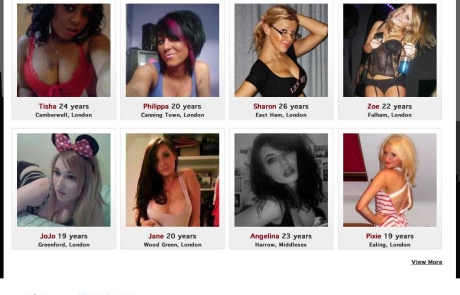 Tisha 24 years
Camberwell, London
Philippa 20 years
Canning Town, London
Sharon 26 years
East Ham, London
Zoe 22 years
Fulham, London
JoJo 19 years
Greenford, London
Jane 20 years
Wood Green, London
Angelina 23 years
Harrow, Middlesex
Pixie 19 years
Ealing, London
View More